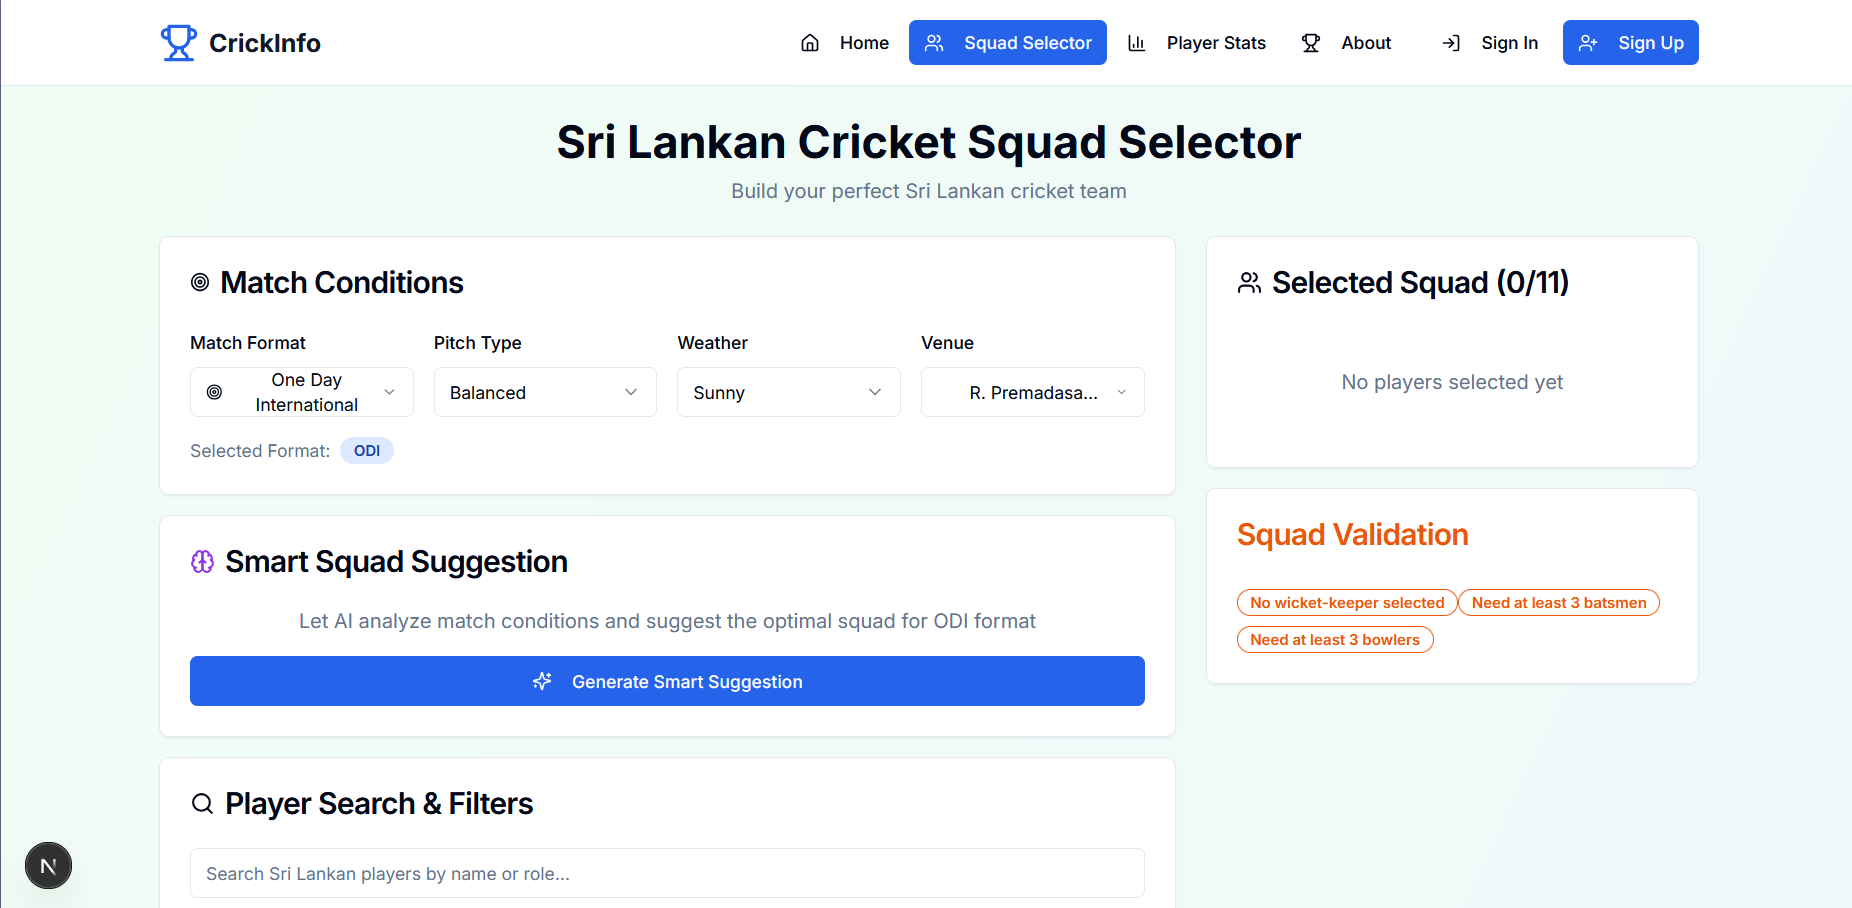 CrickInfo
Home
Squad Selector
Player Stats
About
Sign In
Sign Up
Sri Lankan Cricket Squad Selector
Build your perfect Sri Lankan cricket team
Match Conditions
Match Format
Pitch Type
Weather
Venue
One Day
International
Balanced
Sunny
R. Premadasa...
Selected Format: ODI
Smart Squad Suggestion
Let AI analyze match conditions and suggest the optimal squad for ODI format
Generate Smart Suggestion
Player Search & Filters
Search Sri Lankan players by name or role...
Selected Squad (0/11)
No players selected yet
Squad Validation
No wicket-keeper selected
Need at least 3 batsmen
Need at least 3 bowlers
N